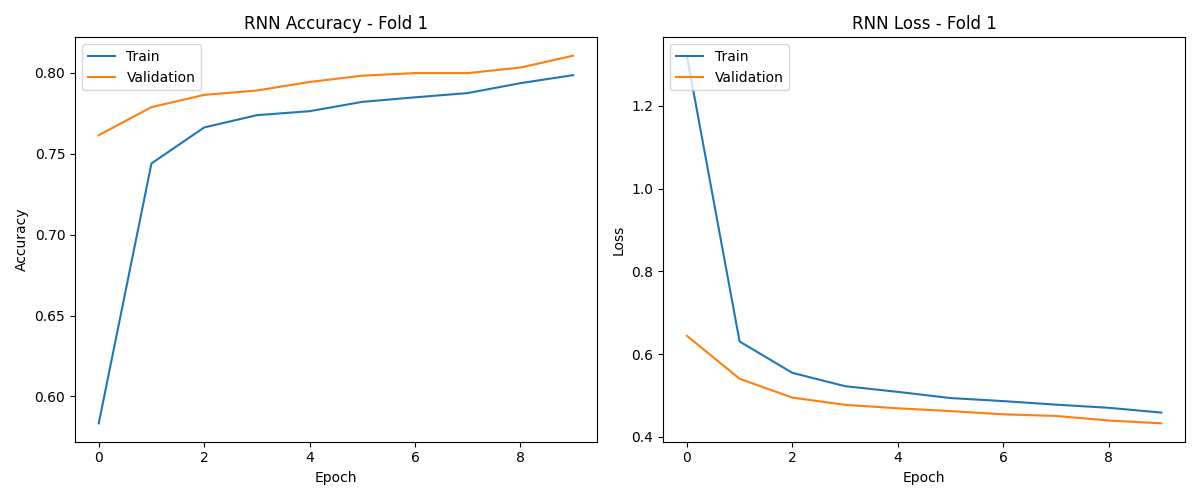 RNN Accuracy - Fold 1
Train
Validation
0.80
0.75
0.70
0.65
0.60
Accuracy
0 2 4 6 8
Epoch
RNN Loss - Fold 1
Train
Validation
1.2
1.0
0.8
0.6
0.4
Loss
0 2 4 6 8
Epoch